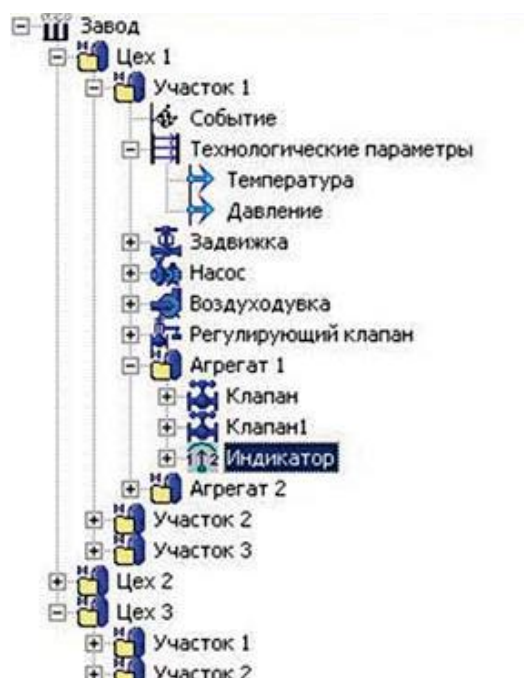 Завод
Цех 1
Участок 1
Событие
Технологические параметры
Температура
Давление
Задвижка
Насос
Воздуходувка
Регулирующий клапан
Агрегат 1
Клапан
Клапан1
Индикатор
Агрегат 2
Участок 2
Участок 3
Цех 2
Цех 3
Участок 1
Участок 2